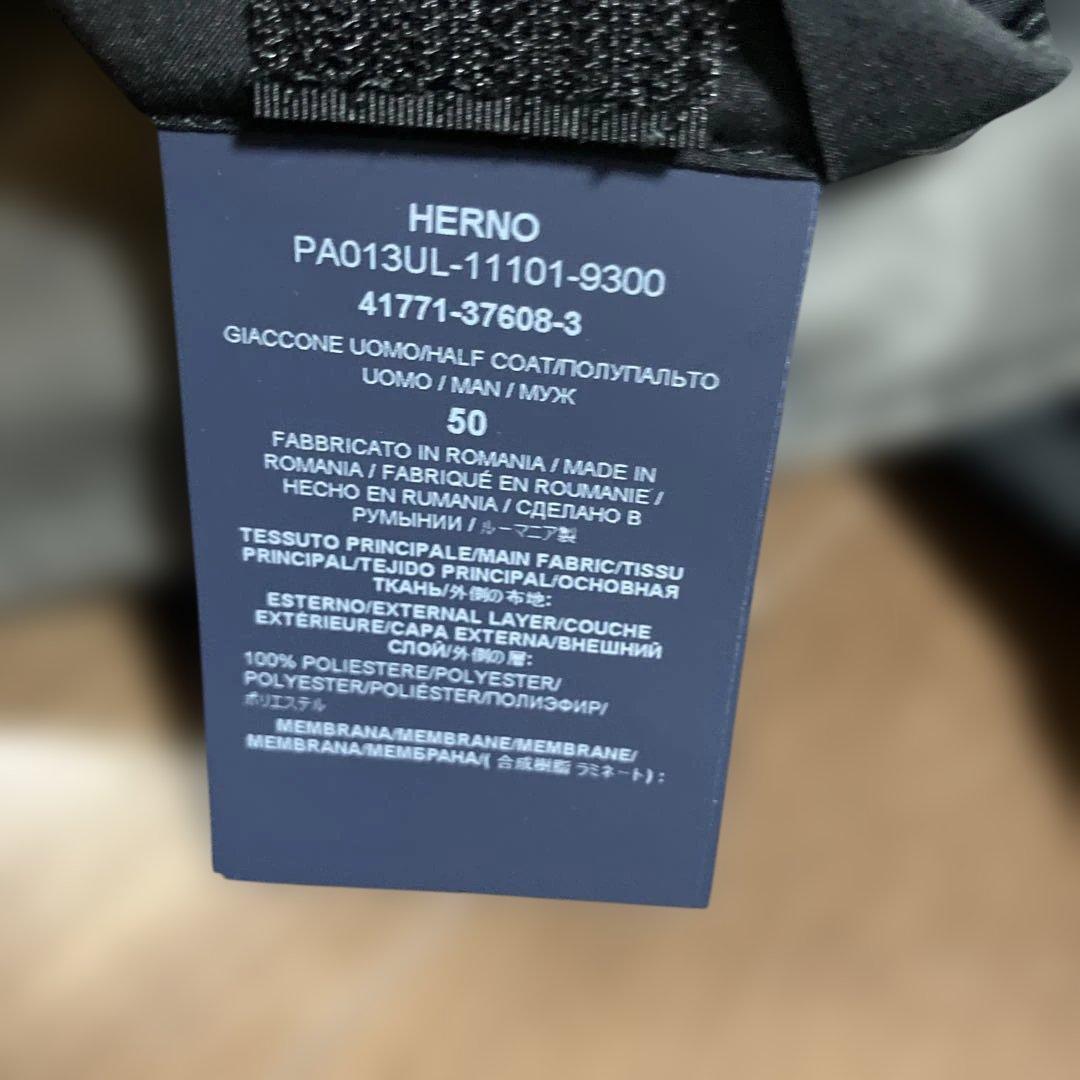 HERNO
PA013UL-11101-9300
41771-37608-3
GIACCONE UOMO/HALF COAT/ПОЛУПАЛЬТО
UOMO / MAN / МУЖ
50
FABBRICATO IN ROMANIA / MADE IN
ROMANIA / FABRIQUÉ EN ROUMANIE /
HECHO EN RUMANIA / СДЕЛАНО В
РУМЫНИИ / ルーマニア製
TESSUTO PRINCIPALE/MAIN FABRIC/TISSU
PRINCIPAL/TEJIDO PRINCIPAL/ОСНОВНАЯ
ТКАНЬ/外側の布地:
ESTERNO/EXTERNAL LAYER/COUCHE
EXTÉRIEURE/CAPA EXTERNA/ВНЕШНИЙ
СЛОЙ/外側の層:
100% POLIESTERE/POLYESTER/
POLYESTER/POLIÉSTER/ПОЛИЭФИР/
ポリエステル
MEMBRANA/MEMBRANE/MEMBRANE/
MEMBRANA/МЕМБРАНА/( 合成樹脂 ラミネート) :